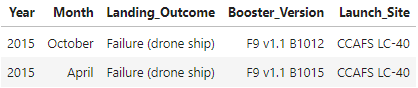 Year Month Landing_Outcome Booster_Version Launch_Site
2015 October Failure (drone ship) F9 v1.1 B1012 CCAFS LC-40
2015 April Failure (drone ship) F9 v1.1 B1015 CCAFS LC-40